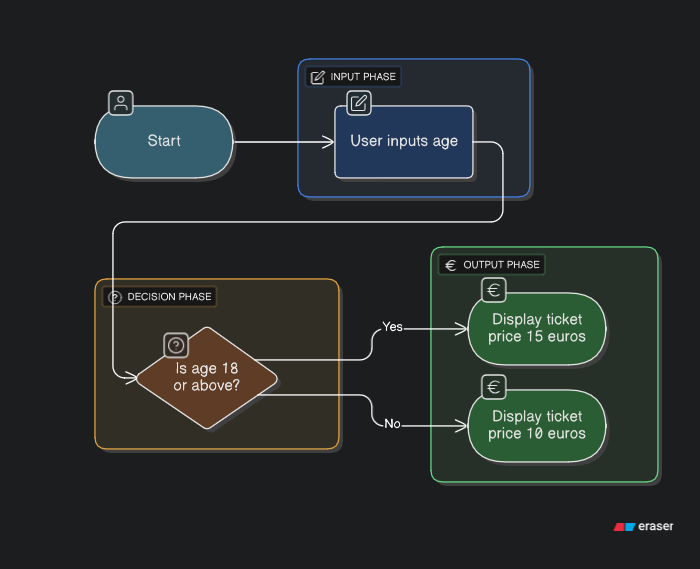 INPUT PHASE
Start
User inputs age
DECISION PHASE
Is age 18
or above?
Yes
No
€ OUTPUT PHASE
€
Display ticket
price 15 euros
€
Display ticket
price 10 euros
eraser